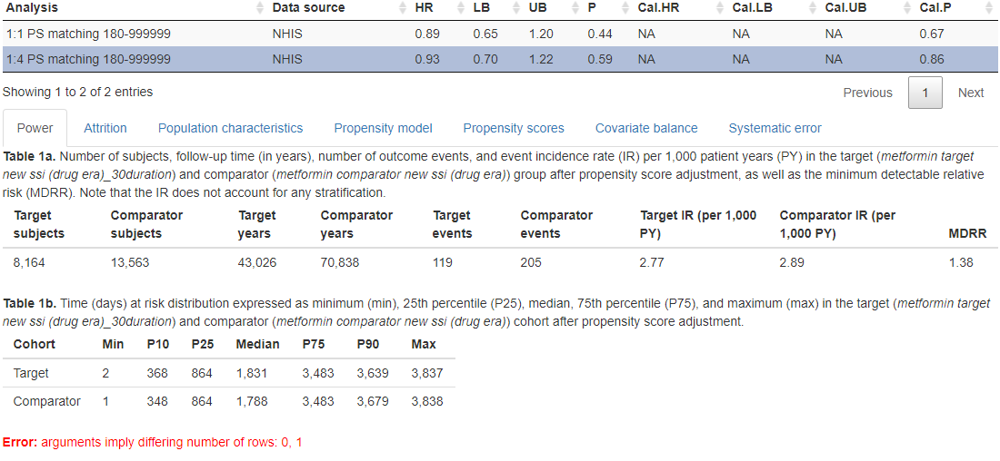 Analysis Data source HR LB UB P Cal.HR Cal.LB Cal.UB Cal.P
1:1 PS matching 180-999999 NHIS 0.89 0.65 1.20 0.44 NA NA NA 0.67
1:4 PS matching 180-999999 NHIS 0.93 0.70 1.22 0.59 NA NA NA 0.86
Showing 1 to 2 of 2 entries Previous 1 Next
Power Attrition Population characteristics Propensity model Propensity scores Covariate balance Systematic error
Table 1a. Number of subjects, follow-up time (in years), number of outcome events, and event incidence rate (IR) per 1,000 patient years (PY) in the target (metformin target
new ssi (drug era)_30duration) and comparator (metformin comparator new ssi (drug era)) group after propensity score adjustment, as well as the minimum detectable relative
risk (MDRR). Note that the IR does not account for any stratification.
Target Comparator Target Comparator Target Comparator Target IR (per 1,000 Comparator IR (per
subjects subjects years years events events PY) 1,000 PY) MDRR
8,164 13,563 43,026 70,838 119 205 2.77 2.89 1.38
Table 1b. Time (days) at risk distribution expressed as minimum (min), 25th percentile (P25), median, 75th percentile (P75), and maximum (max) in the target (metformin target
new ssi (drug era)_30duration) and comparator (metformin comparator new ssi (drug era)) cohort after propensity score adjustment.
Cohort Min P10 P25 Median P75 P90 Max
Target 2 368 864 1,831 3,483 3,639 3,837
Comparator 1 348 864 1,788 3,483 3,679 3,838
Error: arguments imply differing number of rows: 0, 1